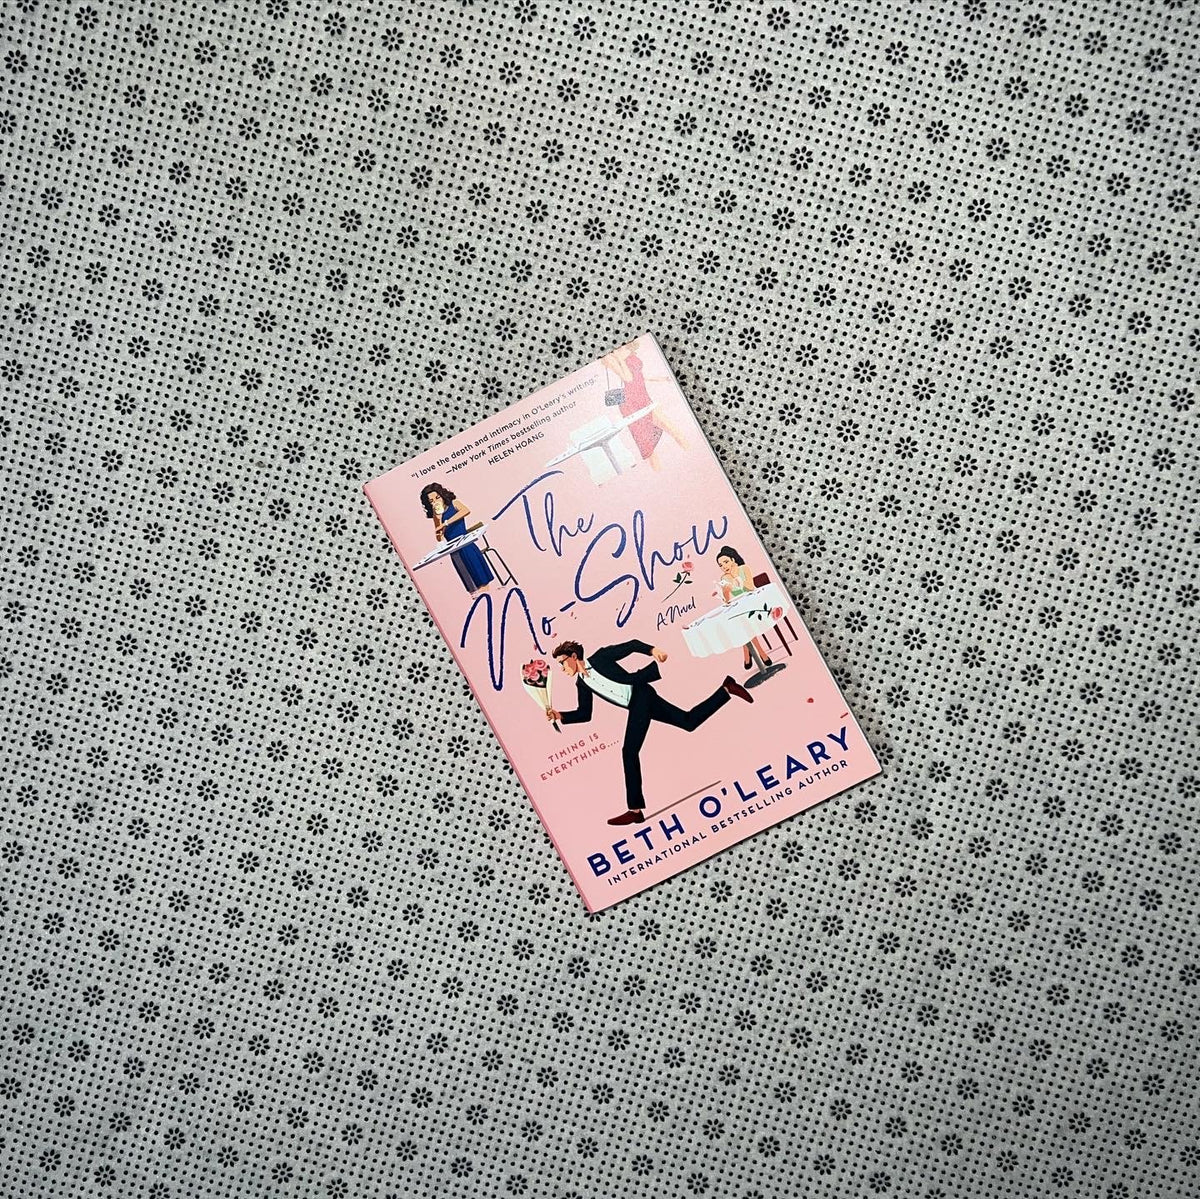 "I love the depth and intimacy in O'Leary's writing."
—New York Times bestselling author
HELEN HOANG
The
No-Show
A Novel
TIMING IS
EVERYTHING....
BETH O'LEARY
INTERNATIONAL BESTSELLING AUTHOR